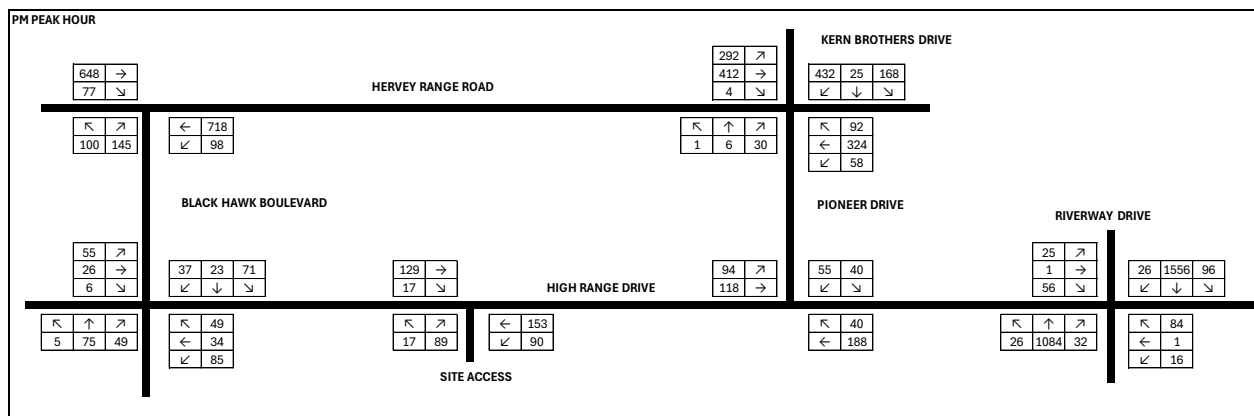 PM PEAK HOUR
KERN BROTHERS DRIVE
292 ↗
648 → 412 → 432 25 168
77 ↘ HERVEY RANGE ROAD 4 ↘ ↙ ↓ ↘
↖ ↗ ← 718 ↖ ↑ ↗ ↖ 92
100 145 ↙ 98 1 6 30 ← 324
↙ 58
BLACK HAWK BOULEVARD PIONEER DRIVE
RIVERWAY DRIVE
55 ↗ 25 ↗
26 → 37 23 71 129 → 94 ↗ 55 40 1 → 26 1556 96
6 ↘ ↙ ↓ ↘ 17 ↘ HIGH RANGE DRIVE 118 → ↙ ↘ 56 ↘ ↙ ↓ ↘
↖ ↑ ↗ ↖ 49 ↖ ↗ ← 153 ↖ 40 ↖ ↑ ↗ ↖ 84
5 75 49 ← 34 17 89 ↙ 90 ← 188 26 1084 32 ← 1
↙ 85 ↙ 16
SITE ACCESS